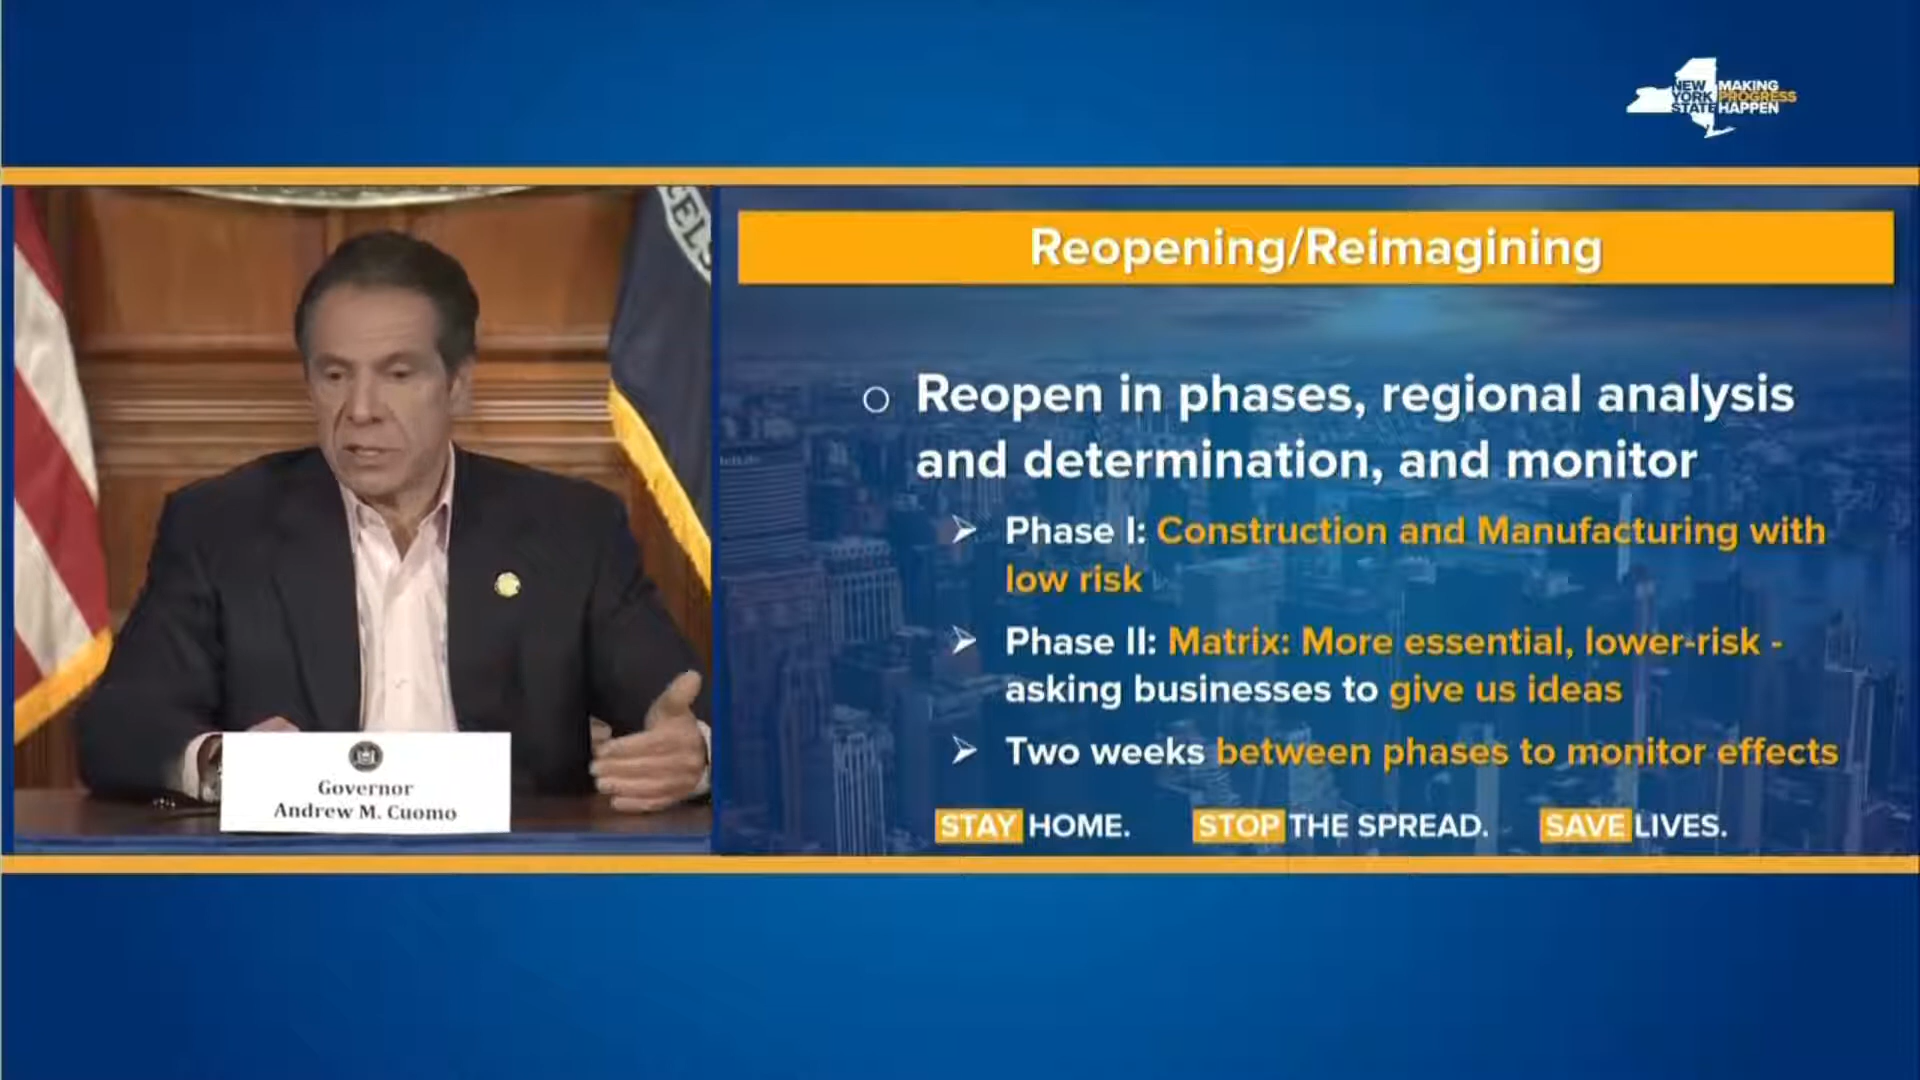 NEW YORK STATE
MAKING
PROGRESS
HAPPEN
ELS
Reopening/Reimagining
Reopen in phases, regional analysis
and determination, and monitor
Phase I: Construction and Manufacturing with
low risk
Phase II: Matrix: More essential, lower-risk -
asking businesses to give us ideas
Two weeks between phases to monitor effects
STAY HOME. STOP THE SPREAD. SAVE LIVES.
Governor
Andrew M. Cuomo